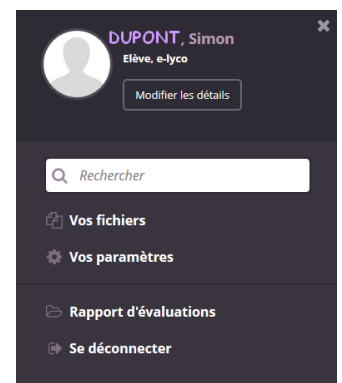 DUPONT, Simon
Elève, e-lyco
Modifier les détails
Rechercher
Vos fichiers
Vos paramètres
Rapport d'évaluations
Se déconnecter